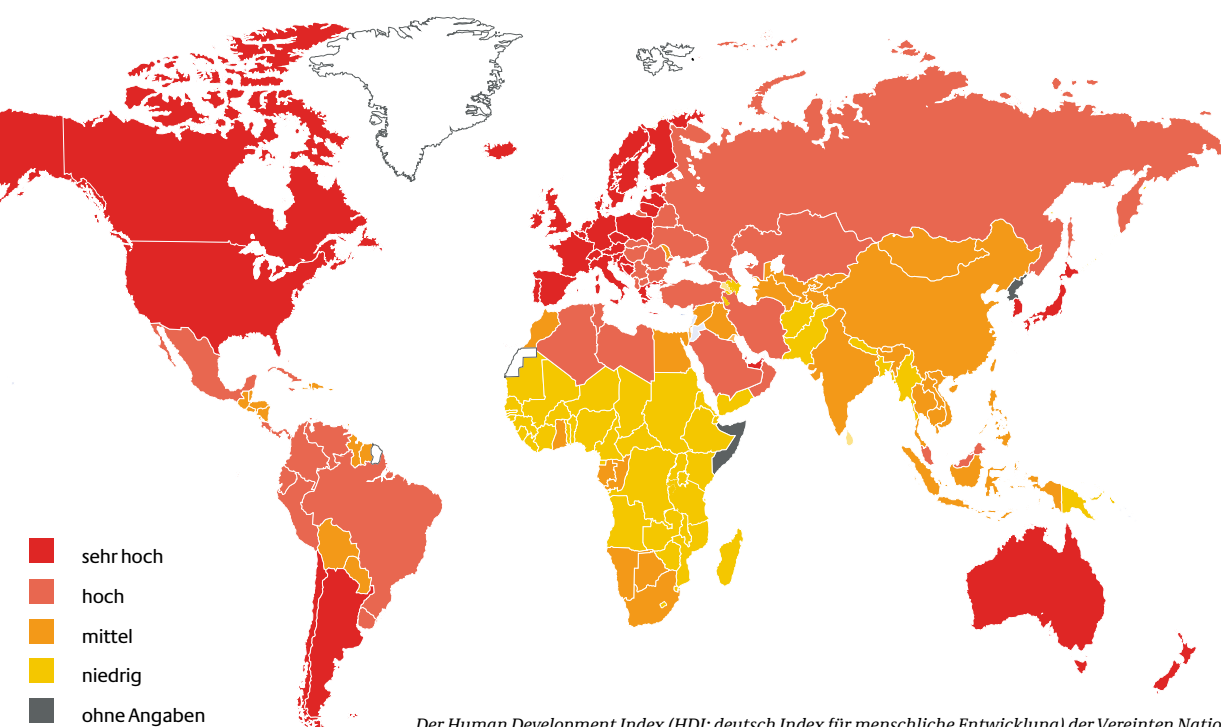 sehr hoch
hoch
mittel
niedrig
ohne Angaben
Der Human Development Index (HDI; deutsch Index für menschliche Entwicklung) der Vereinten Natio